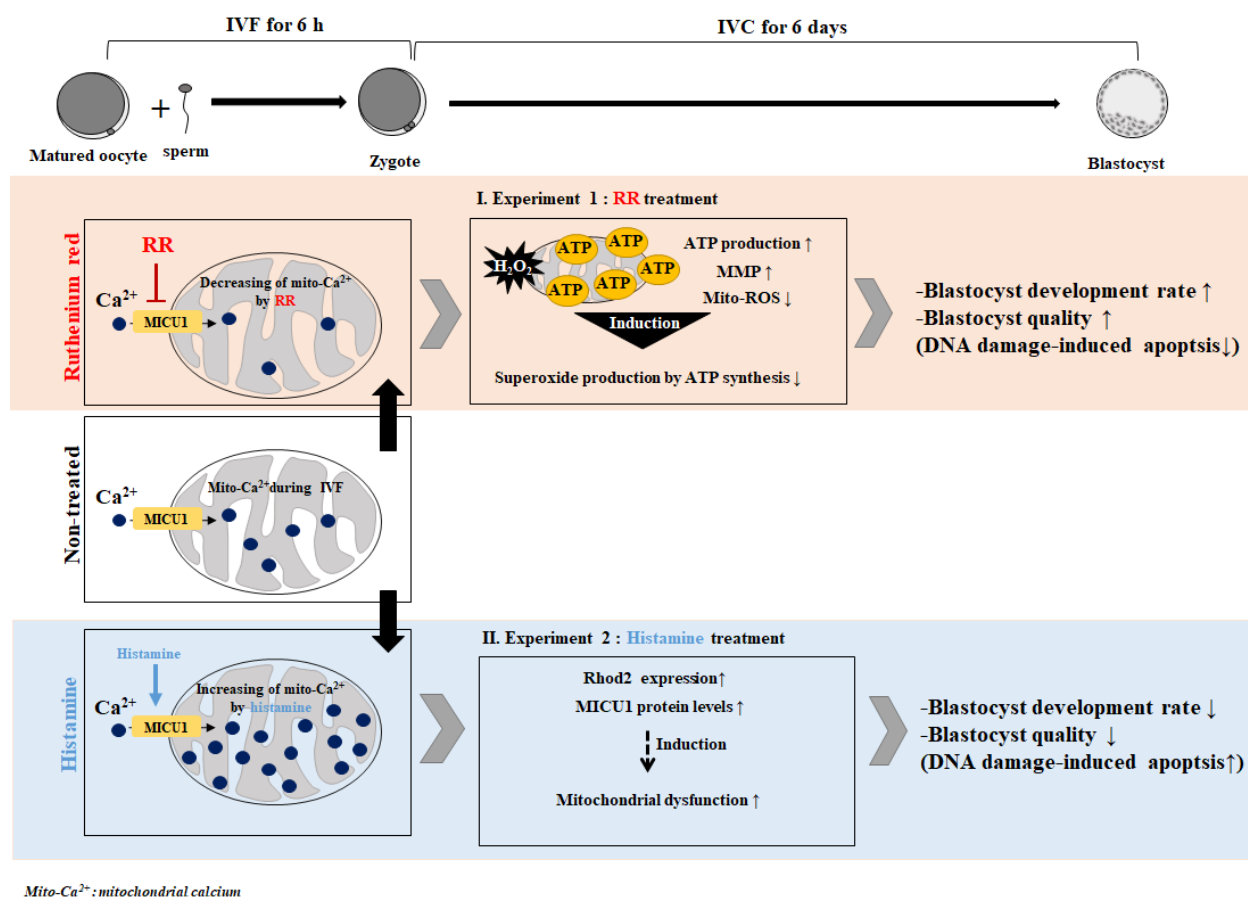 IVF for 6 h
IVC for 6 days
+
Matured oocyte
sperm
Zygote
Blastocyst
Ruthenium red
I. Experiment 1 : RR treatment
RR
Ca²⁺
MICU1
Decreasing of mito-Ca²⁺
by RR
H₂O₂
ATP
ATP
ATP
ATP
ATP
ATP production ↑
MMP ↑
Mito-ROS ↓
Induction
Superoxide production by ATP synthesis ↓
-Blastocyst development rate ↑
-Blastocyst quality ↑
(DNA damage-induced apoptsis↓)
Non-treated
Ca²⁺
MICU1
Mito-Ca²⁺during IVF
Histamine
II. Experiment 2 : Histamine treatment
Histamine
Ca²⁺
MICU1
Increasing of mito-Ca²⁺
by histamine
Rhod2 expression↑
MICU1 protein levels ↑
Induction
Mitochondrial dysfunction ↑
-Blastocyst development rate ↓
-Blastocyst quality ↓
(DNA damage-induced apoptsis↑)
Mito-Ca²⁺ : mitochondrial calcium